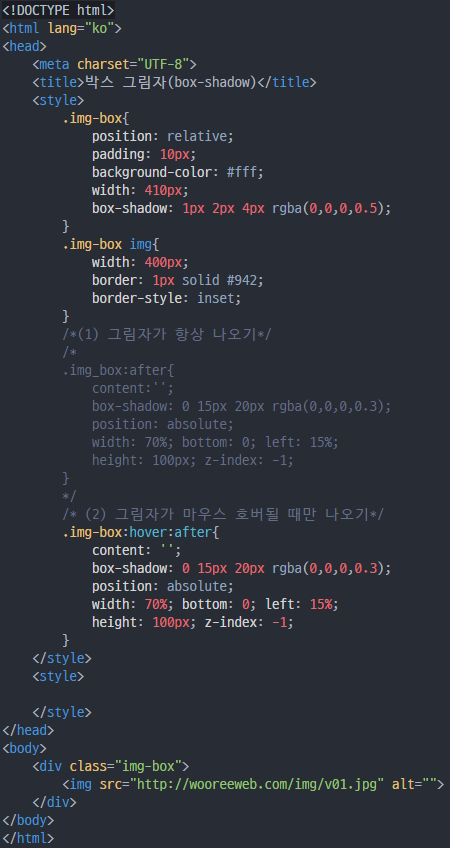 <!DOCTYPE html>
<html lang="ko">
<head>
    <meta charset="UTF-8">
    <title>박스 그림자(box-shadow)</title>
    <style>
        .img-box{
            position: relative;
            padding: 10px;
            background-color: #fff;
            width: 410px;
            box-shadow: 1px 2px 4px rgba(0,0,0,0.5);
        }
        .img-box img{
            width: 400px;
            border: 1px solid #942;
            border-style: inset;
        }
        /*(1) 그림자가 항상 나오기*/
        /*
        .img_box:after{
            content:'';
            box-shadow: 0 15px 20px rgba(0,0,0,0.3);
            position: absolute;
            width: 70%; bottom: 0; left: 15%;
            height: 100px; z-index: -1;
        }
        */
        /* (2) 그림자가 마우스 호버될 때만 나오기*/
        .img-box:hover:after{
            content: '';
            box-shadow: 0 15px 20px rgba(0,0,0,0.3);
            position: absolute;
            width: 70%; bottom: 0; left: 15%;
            height: 100px; z-index: -1;
        }
    </style>
    <style>
    </style>
</head>
<body>
    <div class="img-box">
        <img src="http://wooreeweb.com/img/v01.jpg" alt="">
    </div>
</body>
</html>